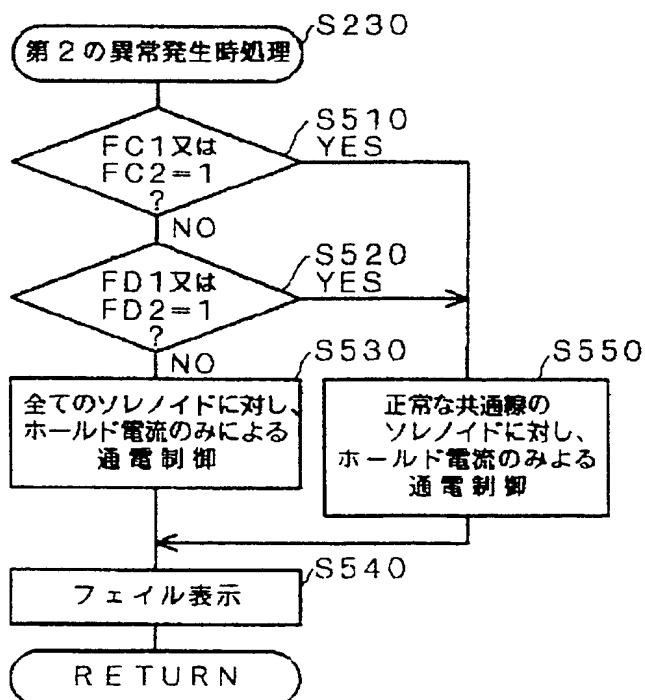 S230
第2の異常発生時処理
S510
FC1又は
FC2=1
?
YES
NO
S520
FD1又は
FD2=1
?
YES
NO
S530
全てのソレノイドに対し、
ホールド電流のみによる
通電制御
S550
正常な共通線の
ソレノイドに対し、
ホールド電流のみよる
通電制御
S540
フェイル表示
RETURN